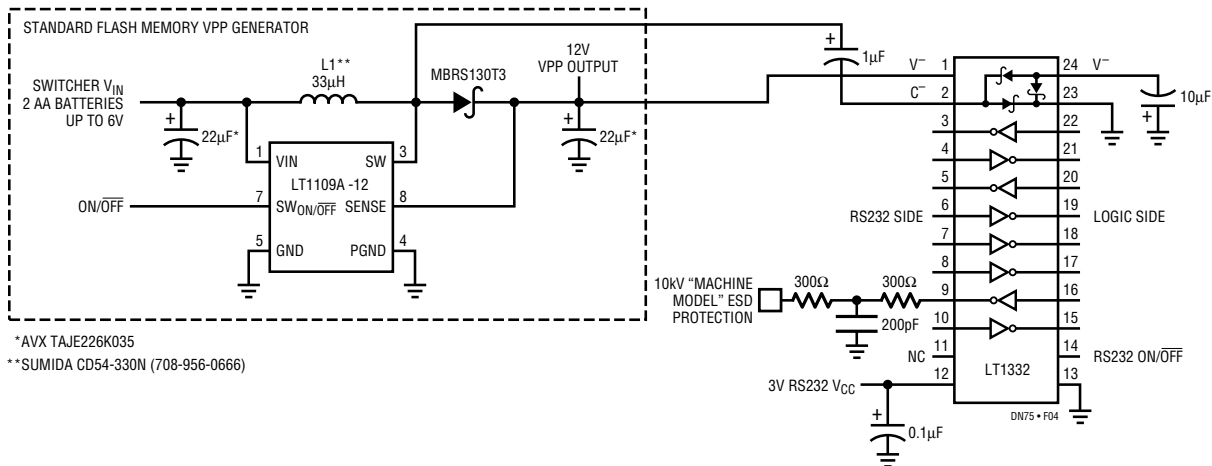 STANDARD FLASH MEMORY VPP GENERATOR
SWITCHER VIN
2 AA BATTERIES
UP TO 6V
L1**
33µH
MBRS130T3
12V
VPP OUTPUT
+
22µF*
+
22µF*
1
VIN
SW
3
LT1109A -12
ON/OFF
7
SWON/OFF
SENSE
8
5
GND
PGND
4
*AVX TAJE226K035
**SUMIDA CD54-330N (708-956-0666)
+
1µF
V–
1
24
V–
C–
2
23
+
10µF
3
22
4
21
5
20
RS232 SIDE
6
19
LOGIC SIDE
7
18
8
17
10kV “MACHINE
MODEL” ESD
PROTECTION
300Ω
300Ω
200pF
9
16
10
15
NC
11
14
RS232 ON/OFF
LT1332
3V RS232 VCC
12
13
+
0.1µF
DN75 • F04